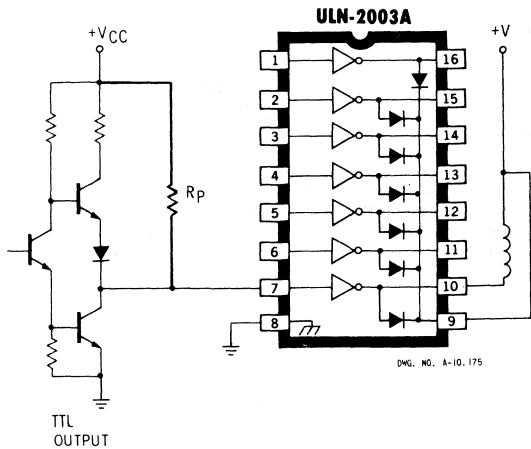 ULN-2003A
+VCC
+V
1
16
2
15
3
14
RP
4
13
5
12
6
11
7
10
8
9
DWG. NO. A-10,175
TTL
OUTPUT